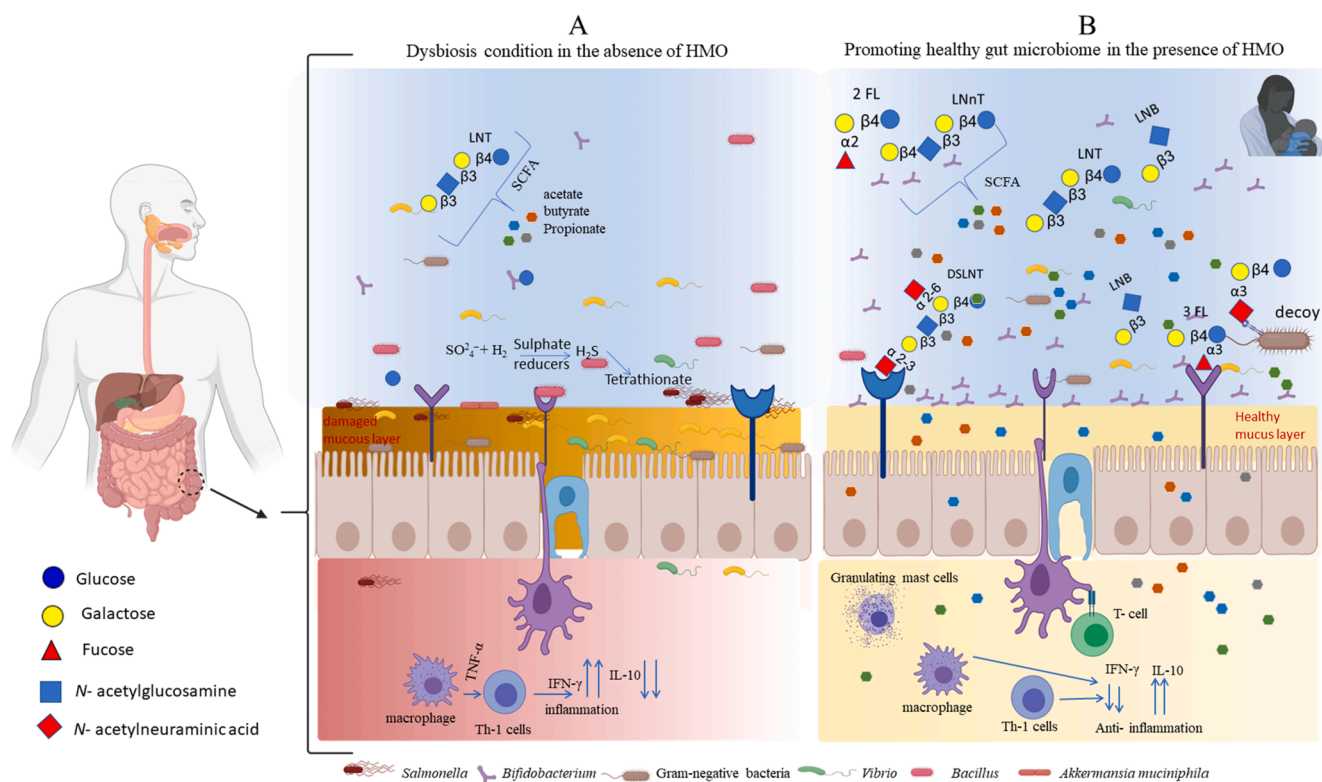 A
Dysbiosis condition in the absence of HMO
LNT
β4
β3
β3
SCFA
acetate
butyrate
Propionate
SO₄²⁻ + H₂
Sulphate
reducers
H₂S
Tetrathionate
damaged
mucous layer
TNF-α
macrophage
Th-1 cells
IFN-γ
IL-10
inflammation
B
Promoting healthy gut microbiome in the presence of HMO
2 FL
β4
α2
LNnT
β4
β3
β4
SCFA
LNB
β3
LNT
β4
β3
β3
DSLNT
α 2-6
β4
β3
α 2-3
LNB
β3
β4
α3
decoy
3 FL
β4
α3
Healthy
mucus layer
Granulating mast cells
T- cell
macrophage
Th-1 cells
IFN-γ
IL-10
Anti- inflammation
Glucose
Galactose
Fucose
N- acetylglucosamine
N- acetylneuraminic acid
Salmonella
Bifidobacterium
Gram-negative bacteria
Vibrio
Bacillus
Akkermansia muciniphila